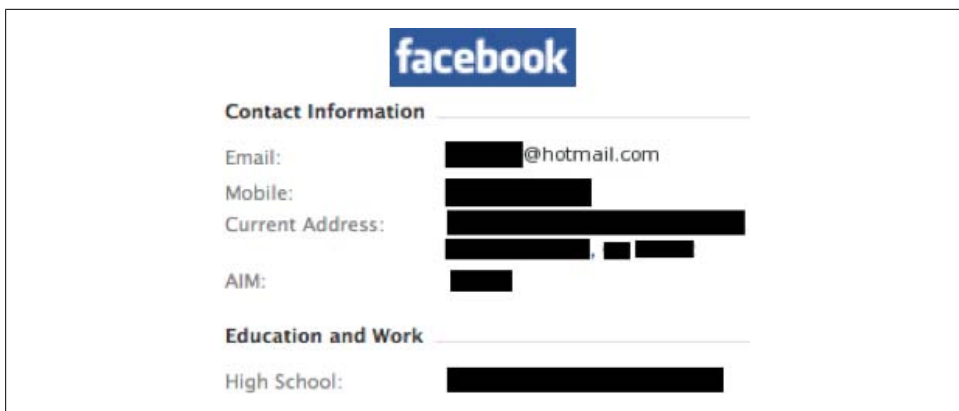 facebook
Contact Information
Email: @hotmail.com
Mobile:
Current Address:
,
AIM:
Education and Work
High School: